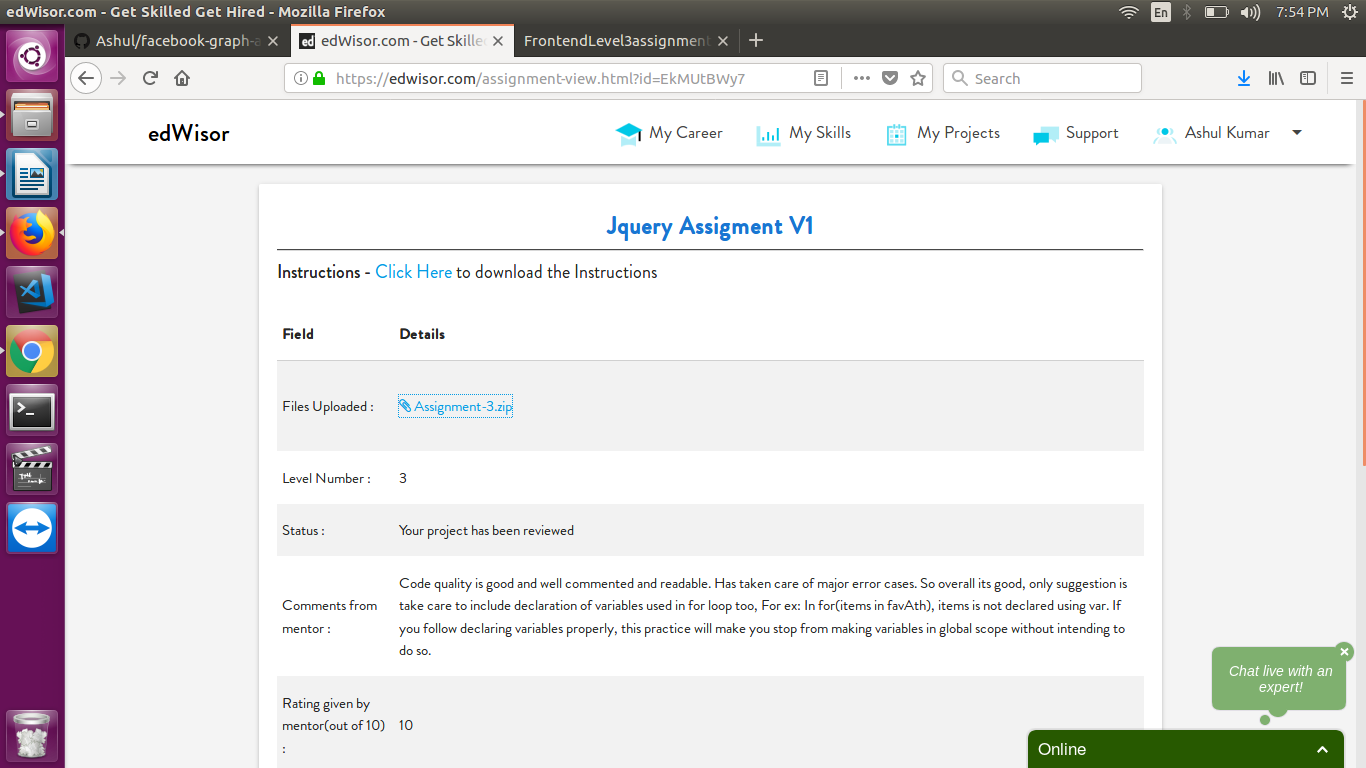 edWisor.com - Get Skilled Get Hired - Mozilla Firefox
En
7:54 PM
Ashul/facebook-graph-a
ed
edWisor.com - Get Skilled
FrontendLevel3assignment
https://edwisor.com/assignment-view.html?id=EkMUtBWy7
Search
edWisor
My Career
My Skills
My Projects
Support
Ashul Kumar
Jquery Assigment V1
Instructions - Click Here to download the Instructions
Field
Details
Files Uploaded :
Assignment-3.zip
Level Number :
3
Status :
Your project has been reviewed
Comments from
mentor :
Code quality is good and well commented and readable. Has taken care of major error cases. So overall its good, only suggestion is
take care to include declaration of variables used in for loop too, For ex: In for(items in favAth), items is not declared using var. If
you follow declaring variables properly, this practice will make you stop from making variables in global scope without intending to
do so.
Rating given by
mentor(out of 10)
:
10
Chat live with an
expert!
Online